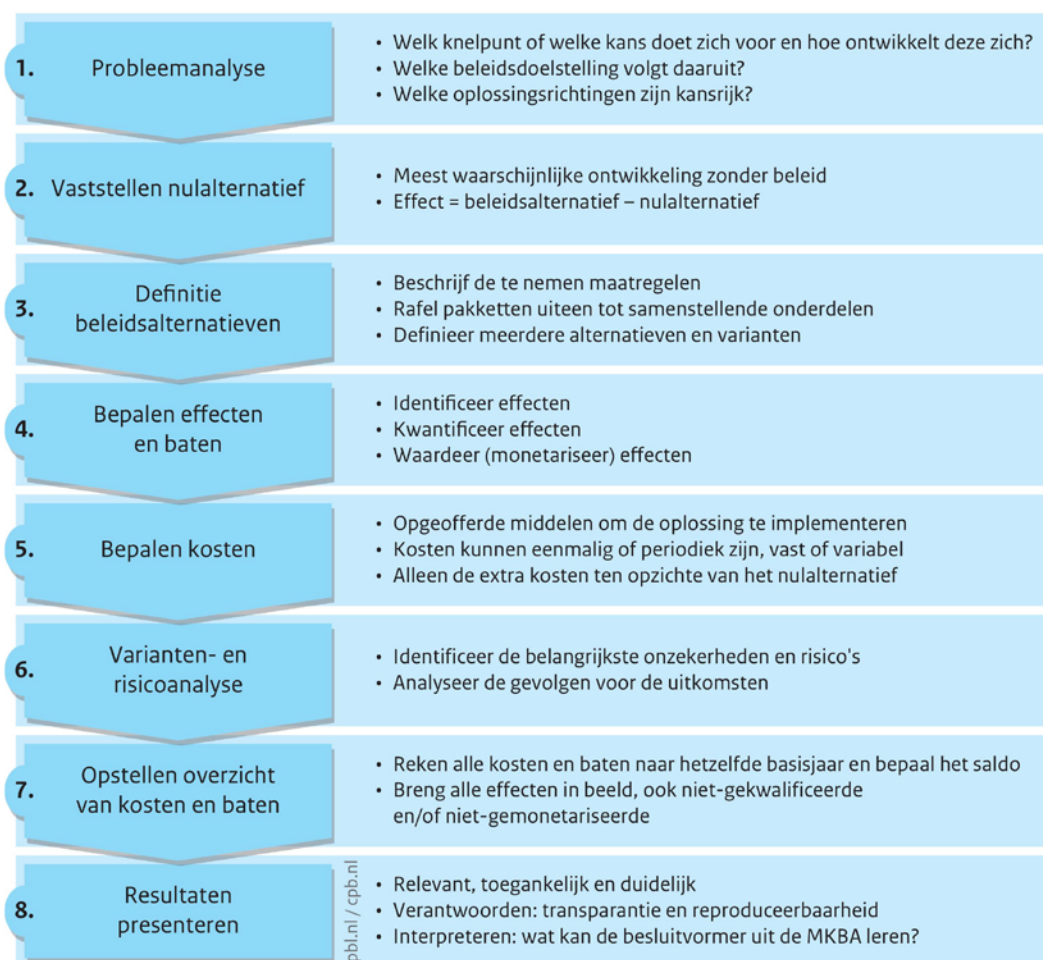 1. Probleemanalyse
• Welk knelpunt of welke kans doet zich voor en hoe ontwikkelt deze zich?
• Welke beleidsdoelstelling volgt daaruit?
• Welke oplossingsrichtingen zijn kansrijk?
2. Vaststellen nulalternatief
• Meest waarschijnlijke ontwikkeling zonder beleid
• Effect = beleidsalternatief – nulalternatief
3. Definitie
beleidsalternatieven
• Beschrijf de te nemen maatregelen
• Rafel pakketten uiteen tot samenstellende onderdelen
• Definieer meerdere alternatieven en varianten
4. Bepalen effecten
en baten
• Identificeer effecten
• Kwantificeer effecten
• Waardeer (monetariseer) effecten
5. Bepalen kosten
• Opgeofferde middelen om de oplossing te implementeren
• Kosten kunnen eenmalig of periodiek zijn, vast of variabel
• Alleen de extra kosten ten opzichte van het nulalternatief
6. Varianten- en
risicoanalyse
• Identificeer de belangrijkste onzekerheden en risico's
• Analyseer de gevolgen voor de uitkomsten
7. Opstellen overzicht
van kosten en baten
• Reken alle kosten en baten naar hetzelfde basisjaar en bepaal het saldo
• Breng alle effecten in beeld, ook niet-gekwalificeerde
en/of niet-gemonetariseerde
8. Resultaten
presenteren
• Relevant, toegankelijk en duidelijk
• Verantwoorden: transparantie en reproduceerbaarheid
• Interpreteren: wat kan de besluitvormer uit de MKBA leren?
pbl.nl / cpb.nl